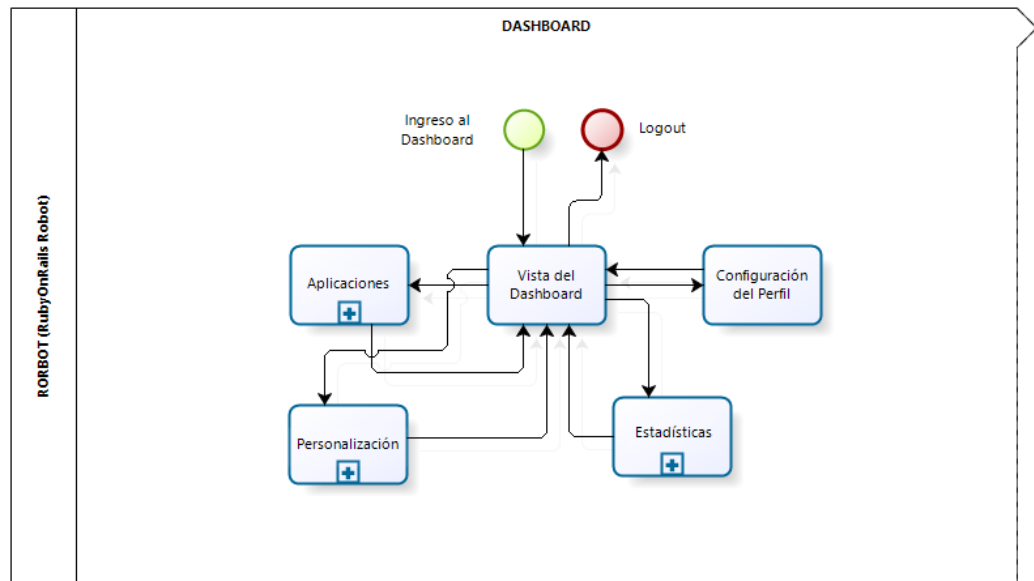 DASHBOARD
RORBOT (RubyOnRails Robot)
Ingreso al
Dashboard
Logout
Aplicaciones
Vista del
Dashboard
Configuración
del Perfil
Personalización
Estadísticas